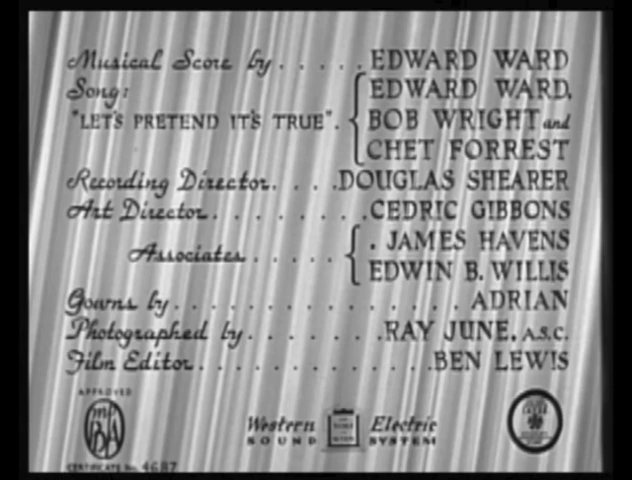 Musical Score by.....EDWARD WARD
Song: EDWARD WARD,
"LET'S PRETEND IT'S TRUE". BOB WRIGHT and
CHET FORREST
Recording Director....DOUGLAS SHEARER
Art Director........CEDRIC GIBBONS
Associates..... . JAMES HAVENS
EDWIN B. WILLIS
Gowns by...............ADRIAN
Photographed by.......RAY JUNE, A.S.C.
Film Editor............BEN LEWIS
APPROVED
CERTIFICATE No. 4687
Western Electric
SOUND SYSTEM